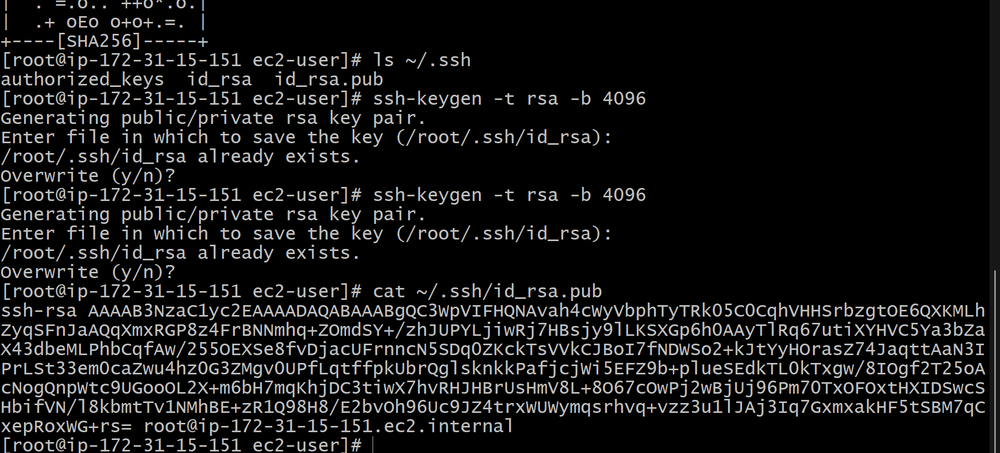 |  . =.o.. ++o*.o.|
|  .+ oEo o+o+.=. |
+----[SHA256]-----+
[root@ip-172-31-15-151 ec2-user]# ls ~/.ssh
authorized_keys  id_rsa  id_rsa.pub
[root@ip-172-31-15-151 ec2-user]# ssh-keygen -t rsa -b 4096
Generating public/private rsa key pair.
Enter file in which to save the key (/root/.ssh/id_rsa):
/root/.ssh/id_rsa already exists.
Overwrite (y/n)?
[root@ip-172-31-15-151 ec2-user]# ssh-keygen -t rsa -b 4096
Generating public/private rsa key pair.
Enter file in which to save the key (/root/.ssh/id_rsa):
/root/.ssh/id_rsa already exists.
Overwrite (y/n)?
[root@ip-172-31-15-151 ec2-user]# cat ~/.ssh/id_rsa.pub
ssh-rsa AAAAB3NzaC1yc2EAAAADAQABAAABgQC3WpVIFHQNAvah4cWyVbphTyTRkO5C0CqhVHHSrbzgtOE6QXKMLh
ZyqSFnJaAQqXmxRGP8z4FrBNNmhq+ZOmdSY+/zhJUPYLjiwRj7HBsjy9lLKSXGp6hOAAyTlRq67utiXYHVC5Ya3bZa
X43dbeMLPhbCqfAw/255OEXSe8fvDjacUFrnncN5SDq0ZKckTsVVkCJBoI7fNDWSo2+kJtYyHOrasZ74JaqttAaN3I
PrLSt33em0caZwu4hz0G3ZMgv0UPfLqtffpkUbrQglsknkkPafjcjWi5EFZ9b+plueSEdkTL0kTxgw/8IOgf2T25oA
cNogQnpWtc9UGooOL2X+m6bH7mqKhjDC3tiwX7hvRHJHBrUsHmV8L+8O67cOwPj2wBjUj96Pm7OTxOFOxtHXIDSwcS
HbifVN/l8kbmtTv1NMhBE+zR1Q98H8/E2bvOh96Uc9JZ4trxWUWymqsrhvq+vzz3u1lJAj3Iq7GxmxakHF5tSBM7qC
xepRoxWG+rs= root@ip-172-31-15-151.ec2.internal
[root@ip-172-31-15-151 ec2-user]#